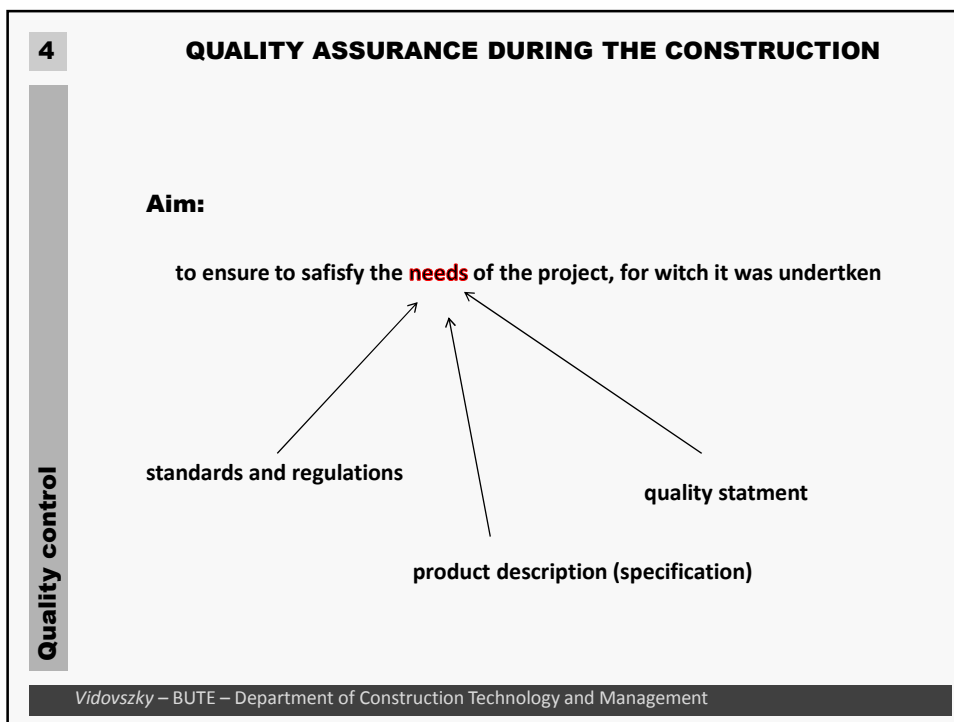 4
QUALITY ASSURANCE DURING THE CONSTRUCTION
Aim:
to ensure to safisfy the needs of the project, for witch it was undertken
standards and regulations
quality statment
product description (specification)
Quality control
Vidovszky – BUTE – Department of Construction Technology and Management